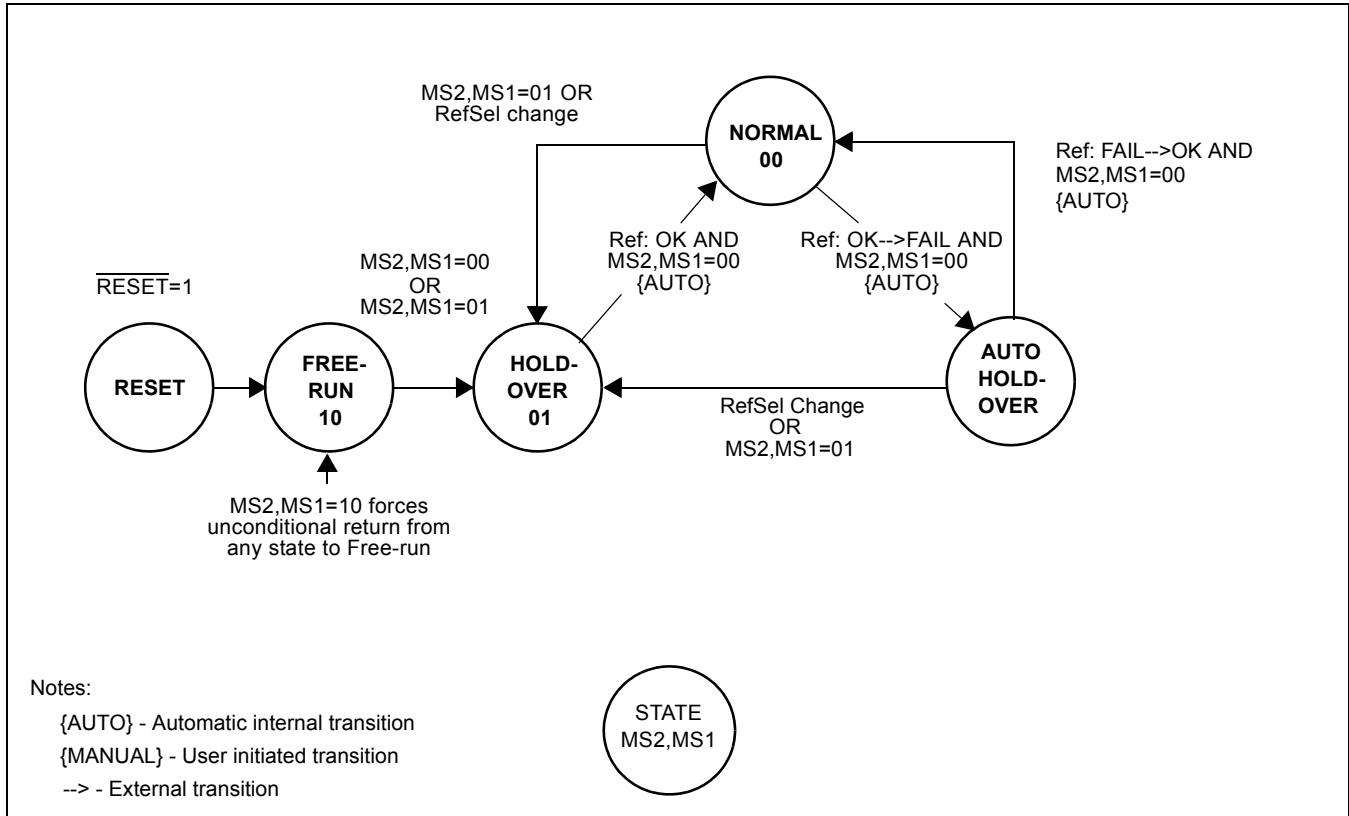 MS2,MS1=01 OR
RefSel change
NORMAL
00
Ref: FAIL-->OK AND
MS2,MS1=00
{AUTO}
Ref: OK AND
MS2,MS1=00
{AUTO}
Ref: OK-->FAIL AND
MS2,MS1=00
{AUTO}
RESET=1
MS2,MS1=00
OR
MS2,MS1=01
RESET
FREE-
RUN
10
HOLD-
OVER
01
AUTO
HOLD-
OVER
RefSel Change
OR
MS2,MS1=01
MS2,MS1=10 forces
unconditional return from
any state to Free-run
Notes:
{AUTO} - Automatic internal transition
{MANUAL} - User initiated transition
--> - External transition
STATE
MS2,MS1